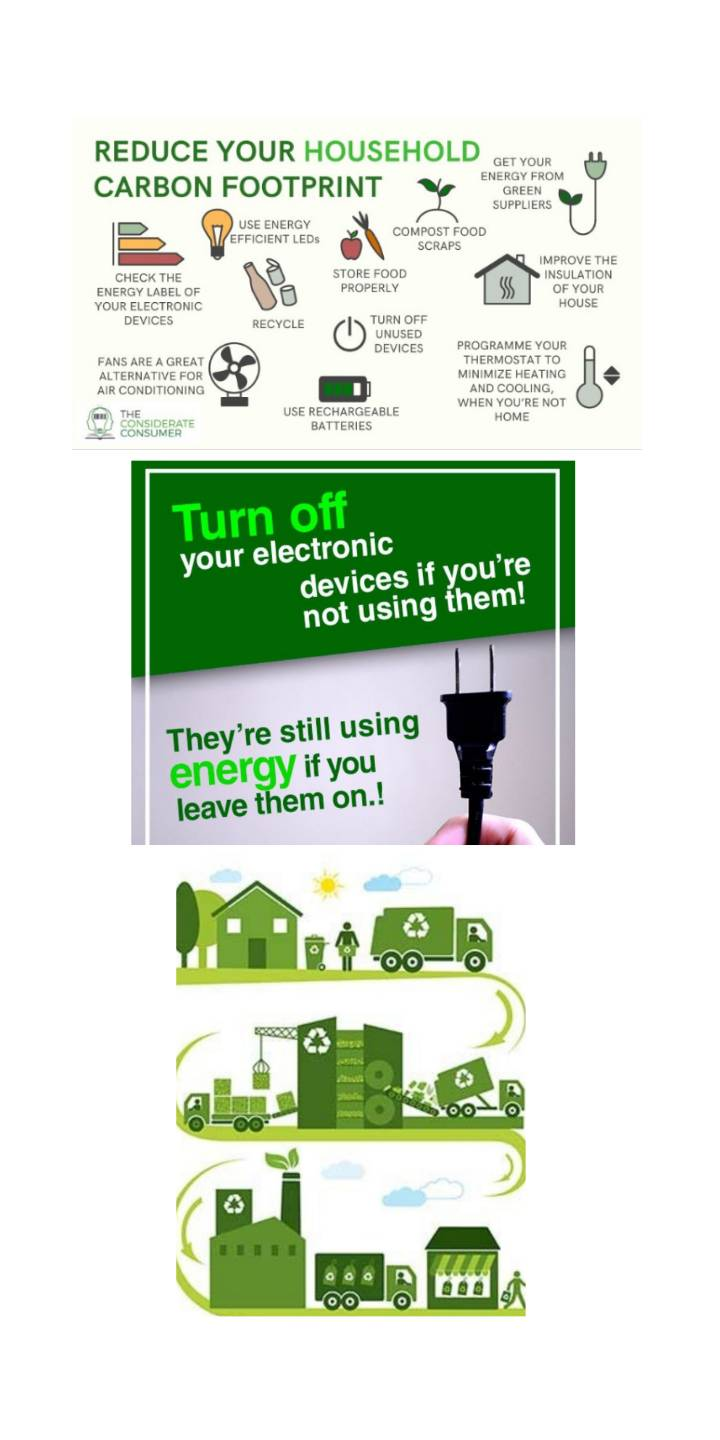 REDUCE YOUR HOUSEHOLD
CARBON FOOTPRINT
GET YOUR
ENERGY FROM
GREEN
SUPPLIERS
USE ENERGY
EFFICIENT LEDs
COMPOST FOOD
SCRAPS
CHECK THE
ENERGY LABEL OF
YOUR ELECTRONIC
DEVICES
RECYCLE
STORE FOOD
PROPERLY
IMPROVE THE
INSULATION
OF YOUR
HOUSE
TURN OFF
UNUSED
DEVICES
FANS ARE A GREAT
ALTERNATIVE FOR
AIR CONDITIONING
USE RECHARGEABLE
BATTERIES
PROGRAMME YOUR
THERMOSTAT TO
MINIMIZE HEATING
AND COOLING,
WHEN YOU'RE NOT
HOME
THE
CONSIDERATE
CONSUMER
Turn off
your electronic
devices if you're
not using them!
They're still using
energy if you
leave them on.!